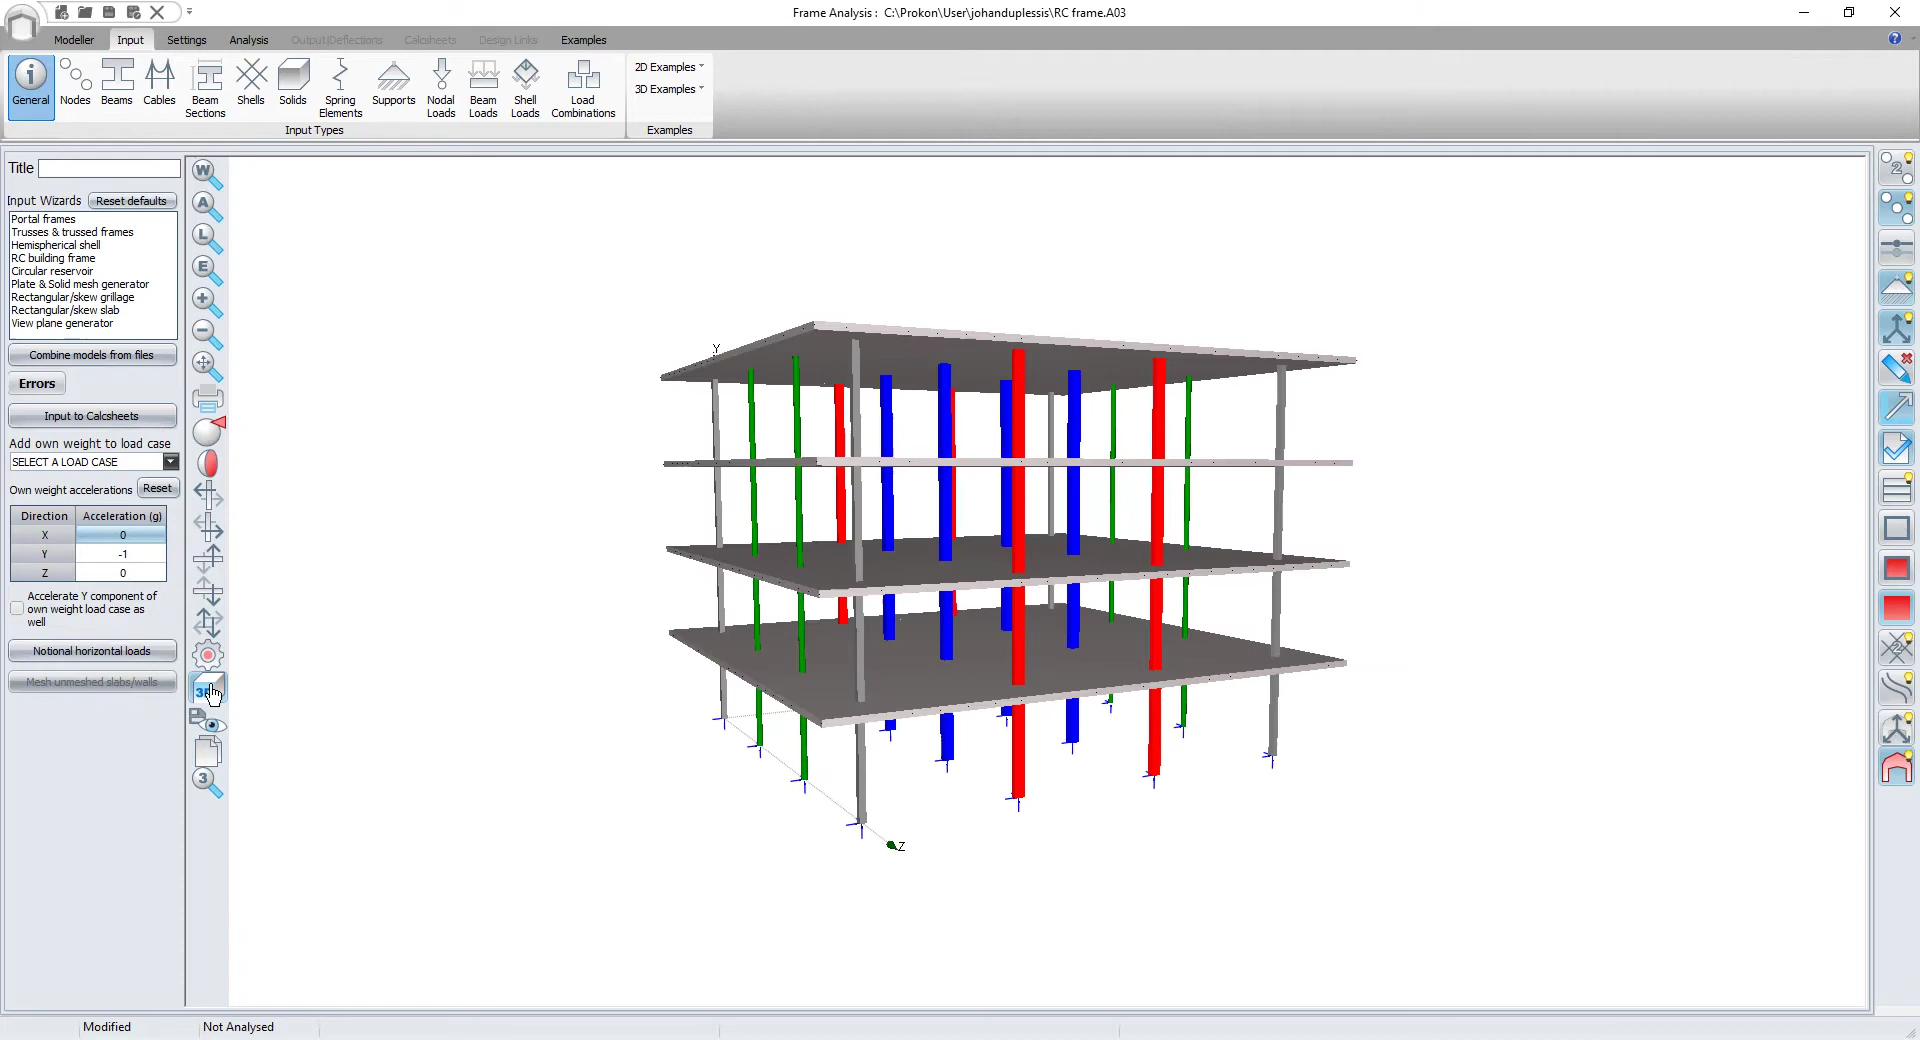 Frame Analysis : C:\Prokon\User\johanduplessis\RC frame.A03
Modeller Input Settings Analysis Output/Deflections Calcsheets Design Links Examples
General
Nodes
Beams
Cables
Beam Sections
Shells
Solids
Spring Elements
Supports
Nodal Loads
Beam Loads
Shell Loads
Load Combinations
Input Types
2D Examples
3D Examples
Examples
Title
Input Wizards Reset defaults
Portal frames
Trusses & trussed frames
Hemispherical shell
RC building frame
Circular reservoir
Plate & Solid mesh generator
Rectangular/skew grillage
Rectangular/skew slab
View plane generator
Combine models from files
Errors
Input to Calcsheets
Add own weight to load case
SELECT A LOAD CASE
Own weight accelerations Reset
Direction Acceleration (g)
X 0
Y -1
Z 0
Accelerate Y component of
own weight load case as
well
Notional horizontal loads
Mesh unmeshed slabs/walls
W
A
L
E
3
Y
Z
2
2
Modified Not Analysed